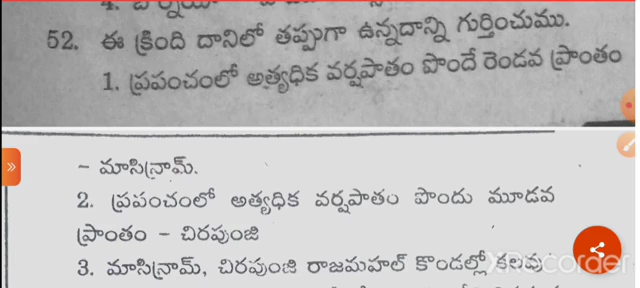 52. ఈ క్రింది దానిలో తప్పుగా ఉన్నదాన్ని గుర్తించుము.
1. ప్రపంచంలో అత్యధిక వర్షపాతం పొందే రెండవ ప్రాంతం
– మాసిన్రామ్.
2. ప్రపంచంలో అత్యధిక వర్షపాతం పొందు మూడవ
ప్రాంతం – చిరపుంజి
3. మాసిన్రామ్, చిరపుంజి రాజమహల్ కొండల్లో కలవు